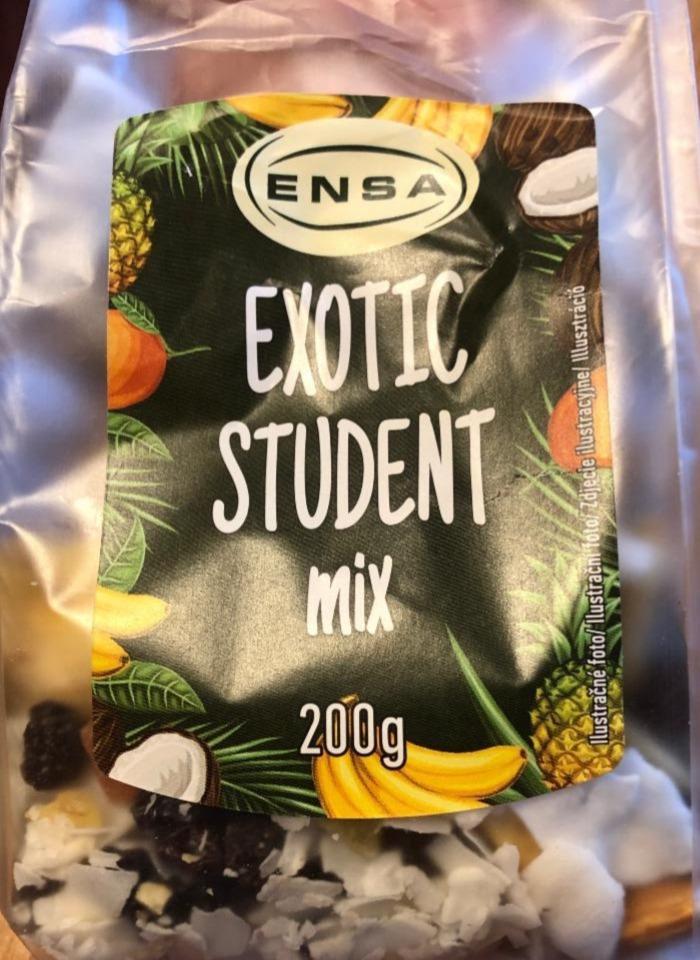 ENSA
EXOTIC
STUDENT
mix
200g
Ilustračné foto/ Ilustrační foto/ Zdjęcie ilustracyjne/ Illusztráció